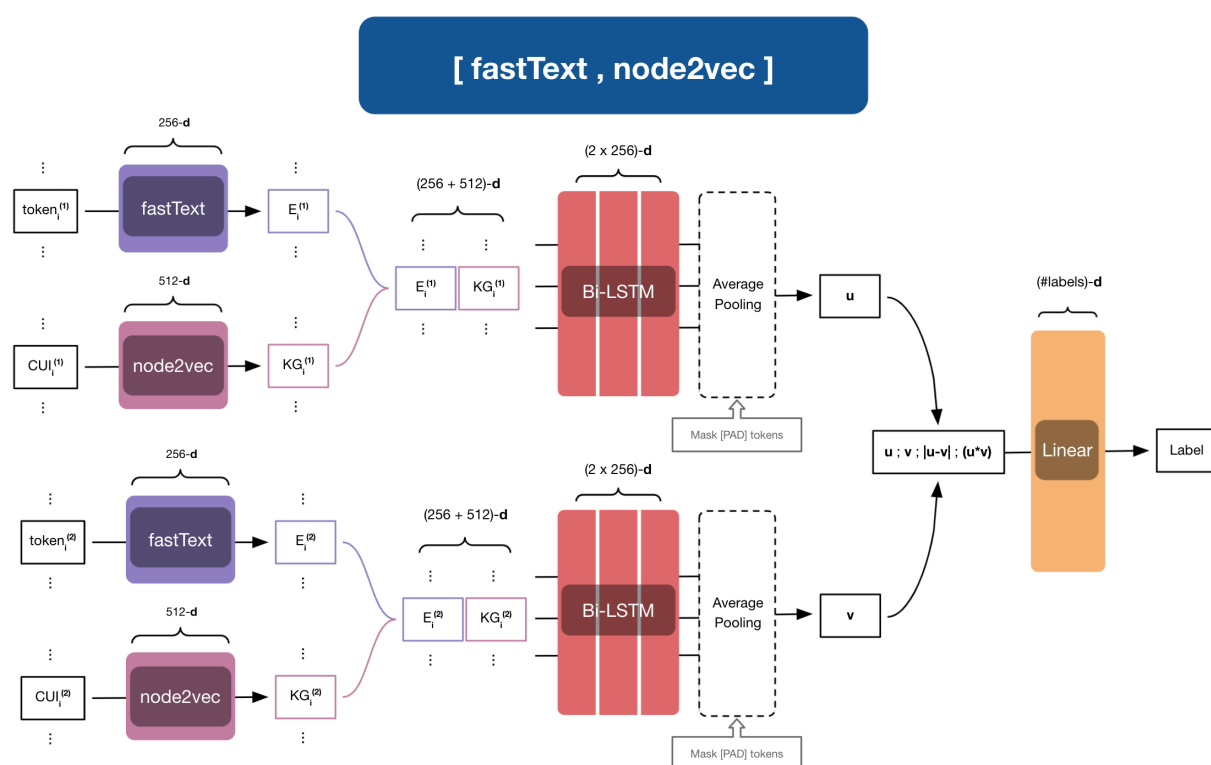 [ fastText , node2vec ]
256-d
⋮ ⋮
token_i^(1) fastText E_i^(1)
⋮ ⋮
512-d
CUI_i^(1) node2vec KG_i^(1)
⋮ ⋮
(256 + 512)-d
⋮ ⋮
E_i^(1) KG_i^(1)
⋮ ⋮
(2 x 256)-d
Bi-LSTM
Average
Pooling
Mask [PAD] tokens
u
256-d
⋮ ⋮
token_i^(2) fastText E_i^(2)
⋮ ⋮
512-d
CUI_i^(2) node2vec KG_i^(2)
⋮ ⋮
(256 + 512)-d
⋮ ⋮
E_i^(2) KG_i^(2)
⋮ ⋮
(2 x 256)-d
Bi-LSTM
Average
Pooling
Mask [PAD] tokens
v
u ; v ; |u-v| ; (u*v)
(#labels)-d
Linear
Label